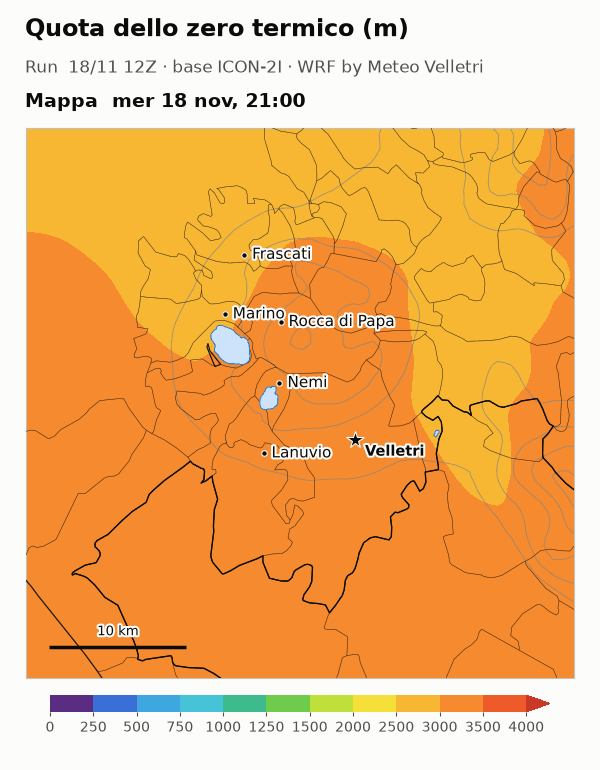 Quota dello zero termico (m)
Run  18/11 12Z · base ICON-2I · WRF by Meteo Velletri
Mappa  mer 18 nov, 21:00
Frascati
Marino
Rocca di Papa
Nemi
Velletri
Lanuvio
10 km
0 250 500 750 1000 1250 1500 2000 2500 3000 3500 4000